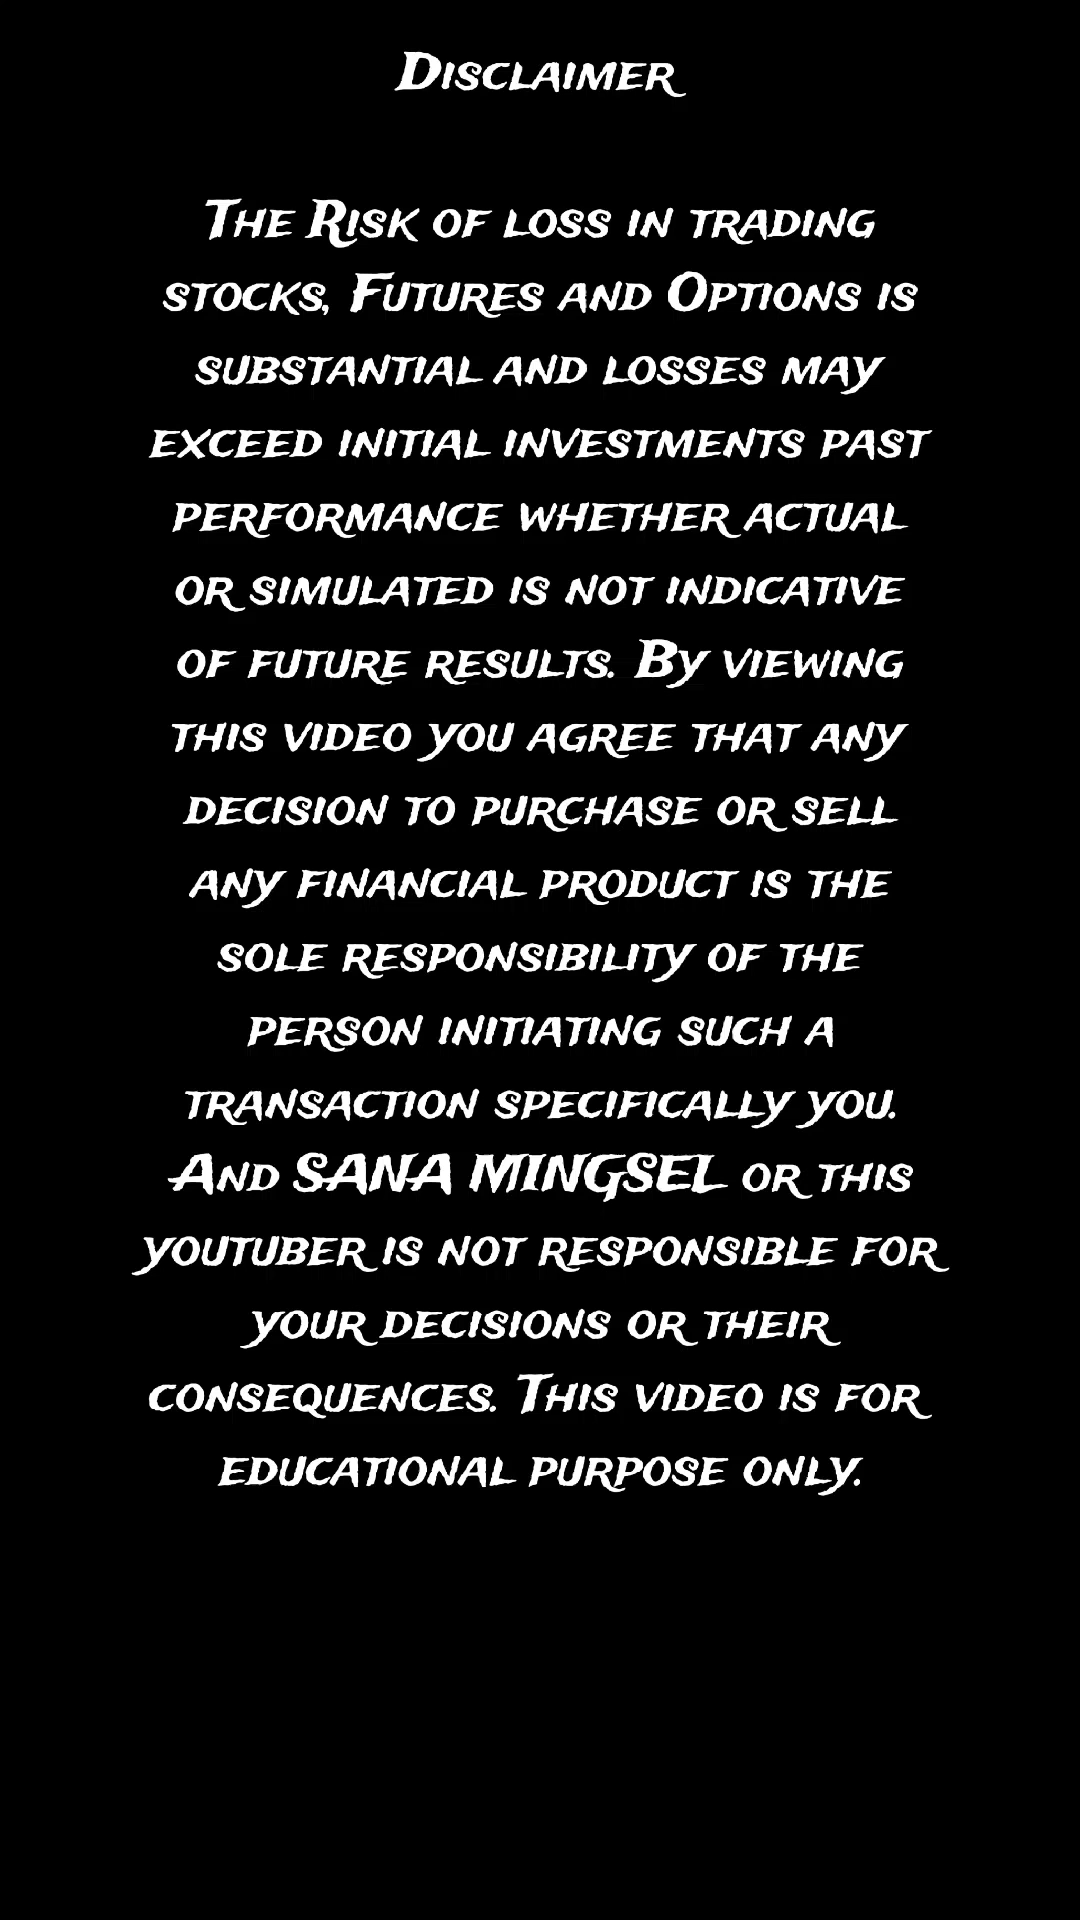 Disclaimer
The Risk of loss in trading
stocks, Futures and Options is
substantial and losses may
exceed initial investments past
performance whether actual
or simulated is not indicative
of future results. By viewing
this video you agree that any
decision to purchase or sell
any financial product is the
sole responsibility of the
person initiating such a
transaction specifically you.
And SANA MINGSEL or this
youtuber is not responsible for
your decisions or their
consequences. This video is for
educational purpose only.